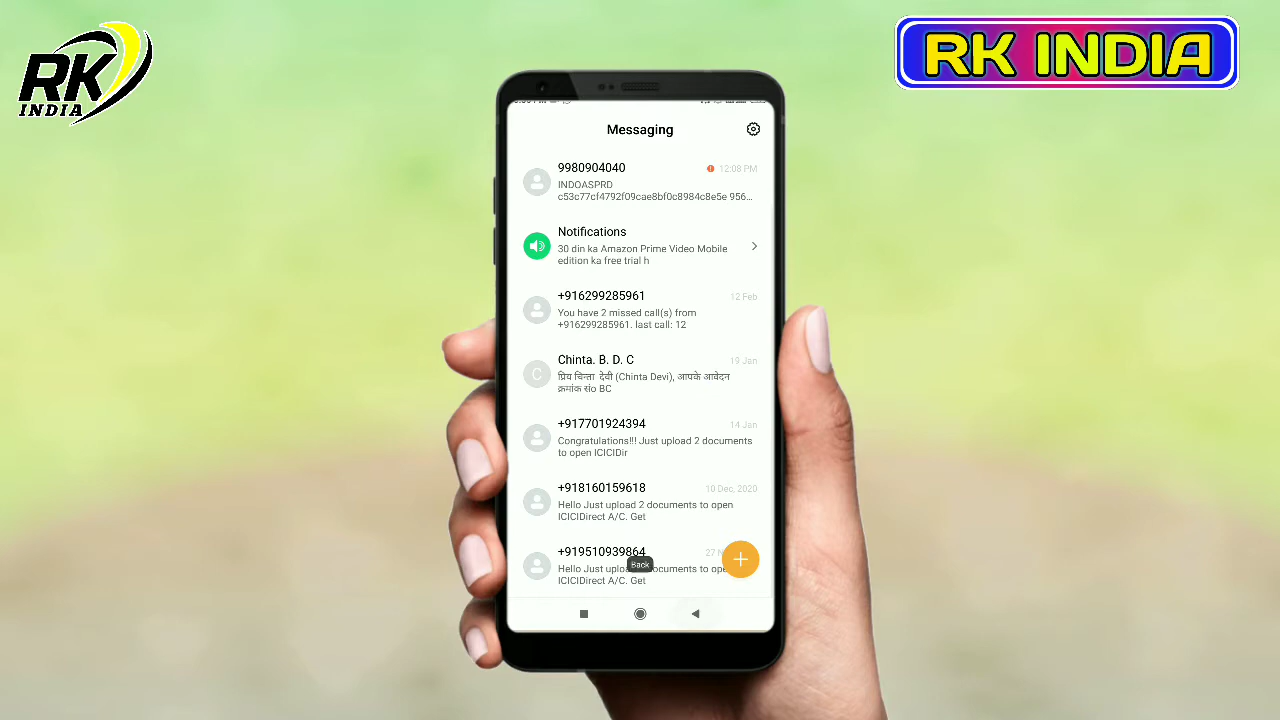 RK
INDIA
RK INDIA
Messaging
9980904040
12:08 PM
INDOASPRD
c53c77cf4792f09cae8bf0c8984c8e5e 956...
Notifications
30 din ka Amazon Prime Video Mobile
edition ka free trial h
+916299285961
12 Feb
You have 2 missed call(s) from
+916299285961. last call: 12
Chinta. B. D. C
19 Jan
प्रिय चिन्ता देवी (Chinta Devi), आपके आवेदन
क्रमांक संo BC
C
+917701924394
14 Jan
Congratulations!!! Just upload 2 documents
to open ICICIDir
+918160159618
10 Dec, 2020
Hello Just upload 2 documents to open
ICICIDirect A/C. Get
+919510939864
27
Hello Just documents to
ICICIDirect A/C. Get
Back